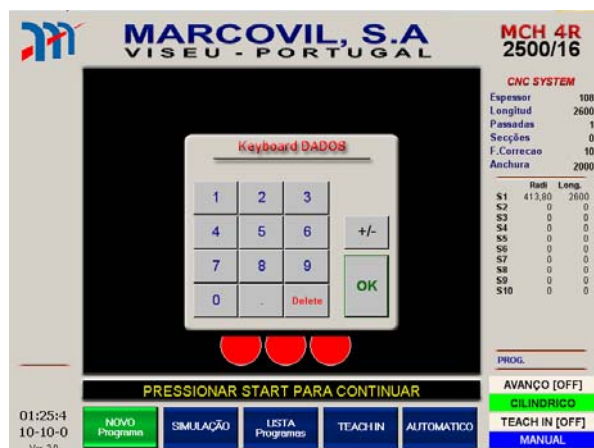 MARCOVIL, S.A
VISEU - PORTUGAL
MCH 4R
2500/16
CNC SYSTEM
Espessor 108
Longitud 2600
Passadas 1
Secções 0
F.Correcao 10
Anchura 2000
Radi Long.
S1 413,80 2600
S2 0 0
S3 0 0
S4 0 0
S5 0 0
S6 0 0
S7 0 0
S8 0 0
S9 0 0
S10 0 0
Keyboard DADOS
1 2 3
4 5 6 +/-
7 8 9
OK
0 . Delete
PROG.
PRESSIONAR START PARA CONTINUAR
AVANÇO [OFF]
CILINDRICO
TEACH IN [OFF]
MANUAL
01:25:4
10-10-0
NOVO
Programa
SIMULAÇÃO
LISTA
Programas
TEACH IN
AUTOMATICO